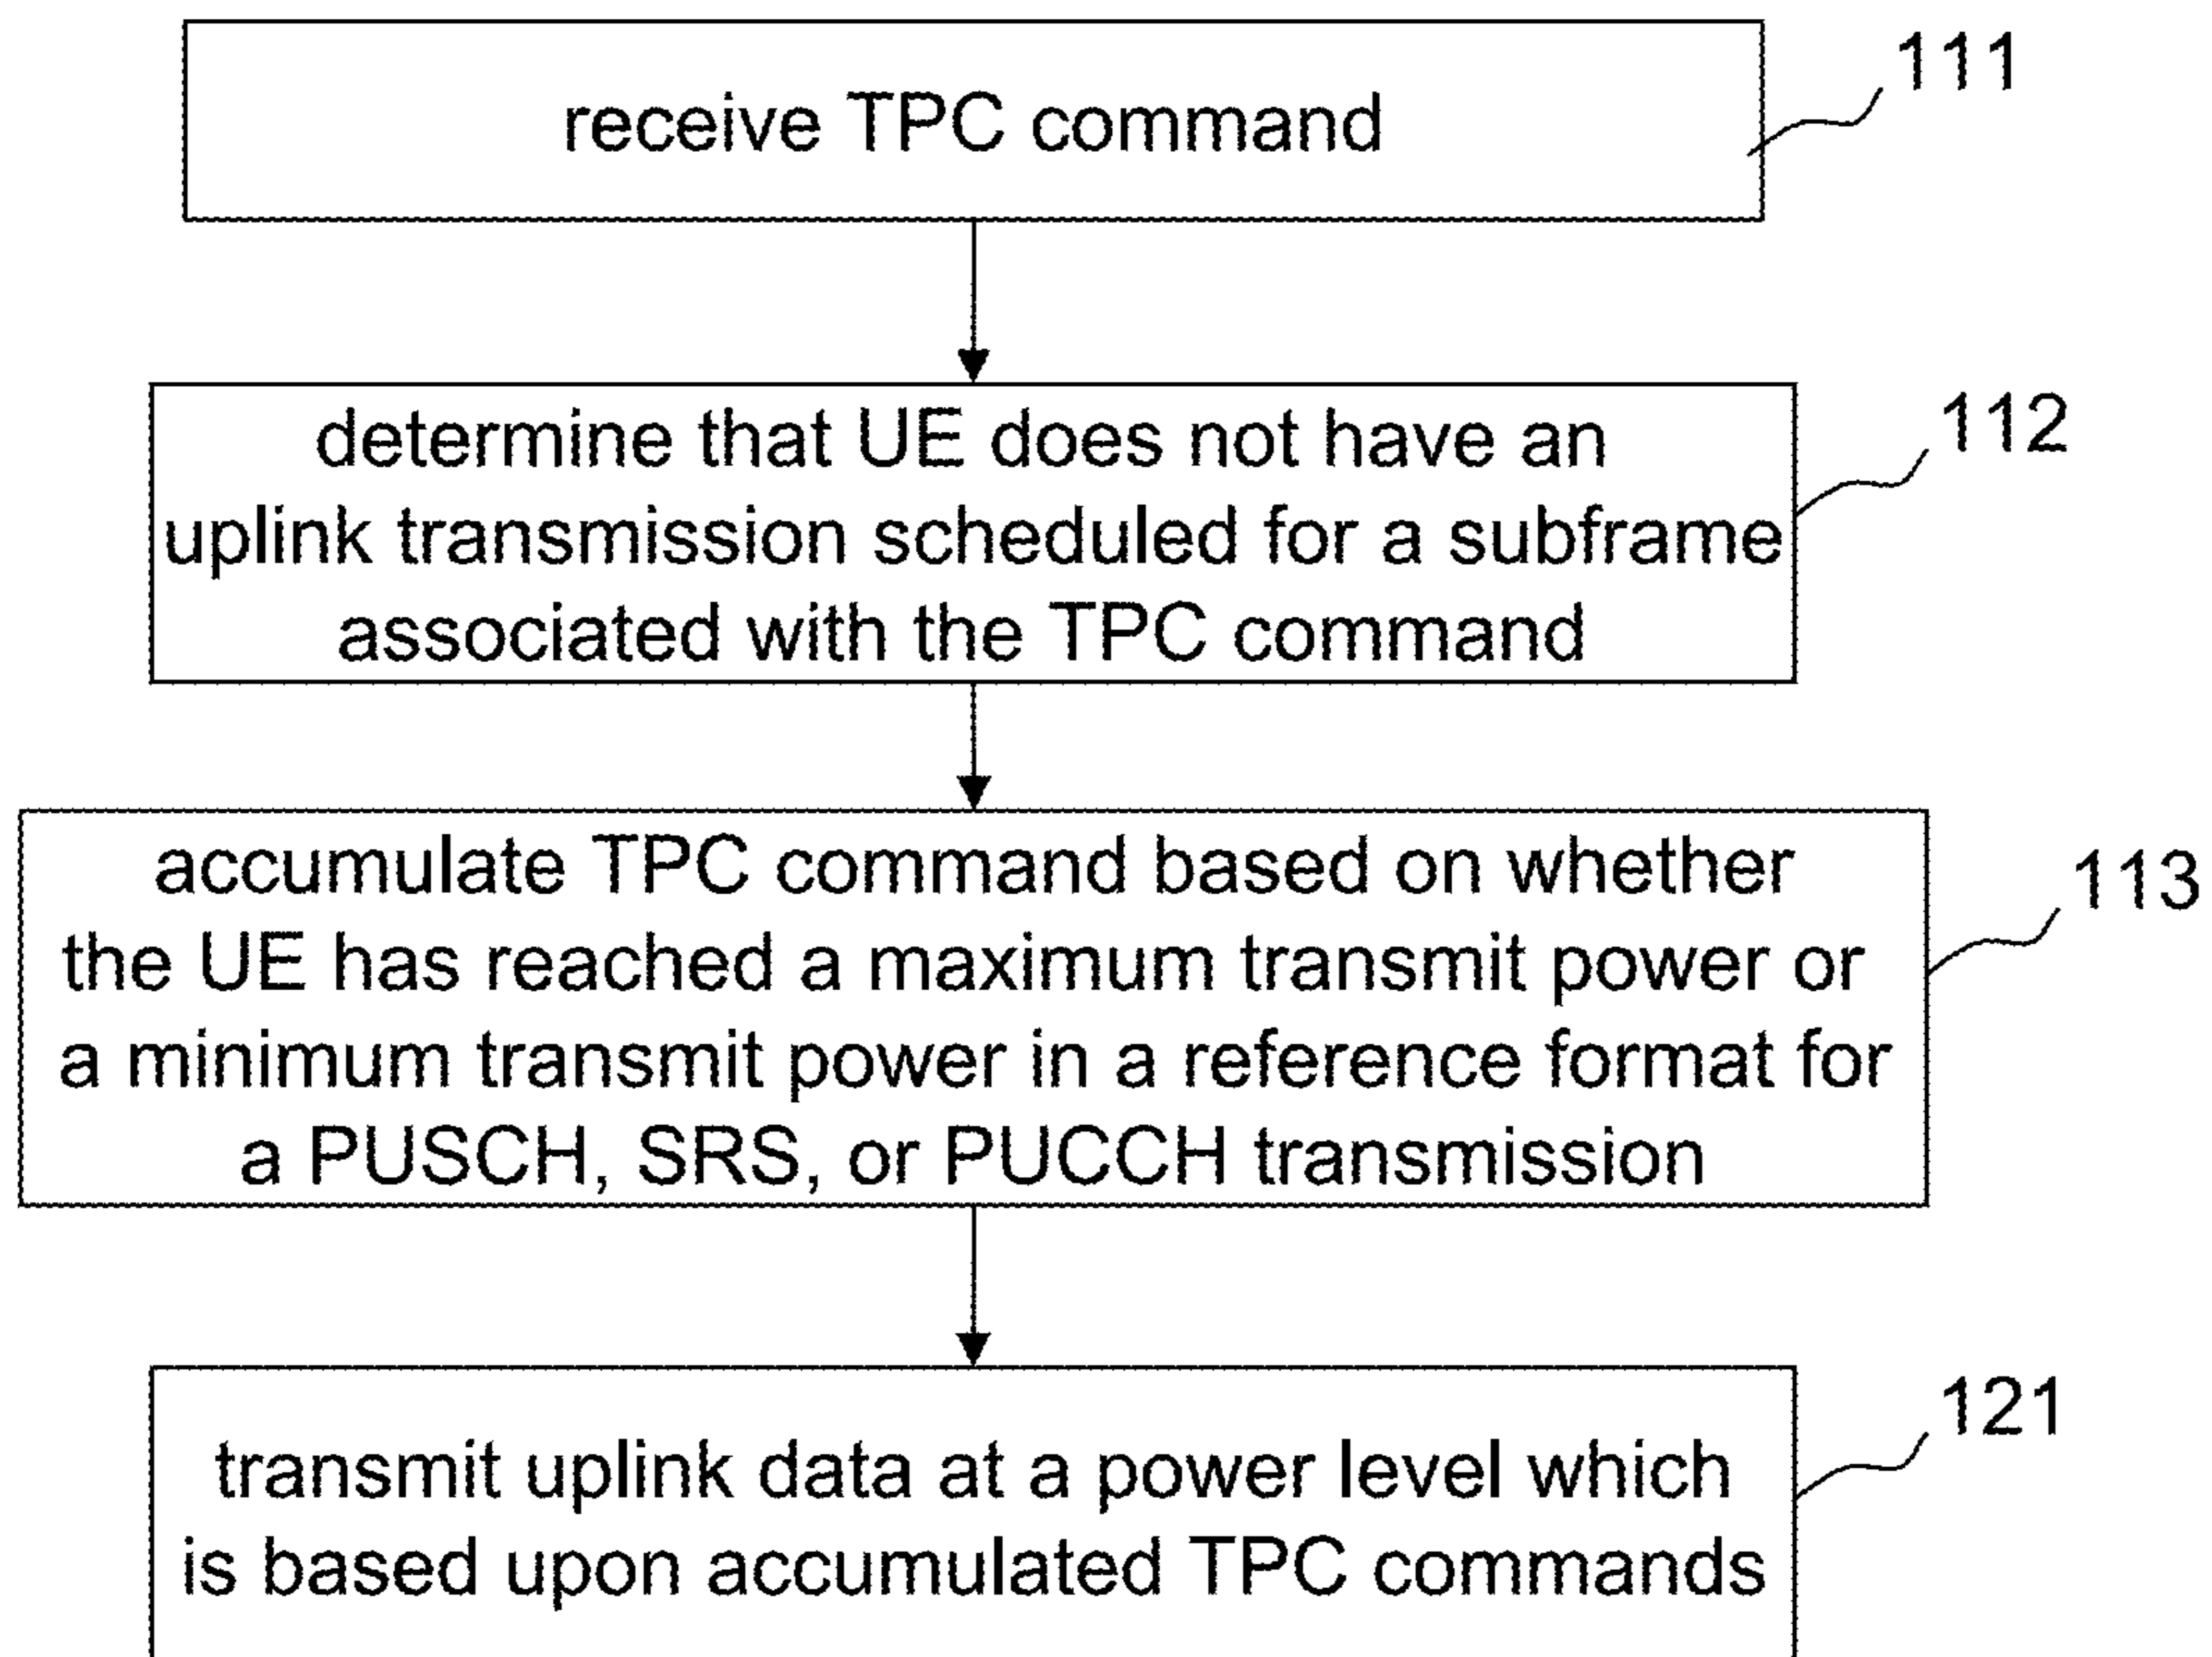 receive TPC command
111
determine that UE does not have an
uplink transmission scheduled for a subframe
associated with the TPC command
112
accumulate TPC command based on whether
the UE has reached a maximum transmit power or
a minimum transmit power in a reference format for
a PUSCH, SRS, or PUCCH transmission
113
transmit uplink data at a power level which
is based upon accumulated TPC commands
121